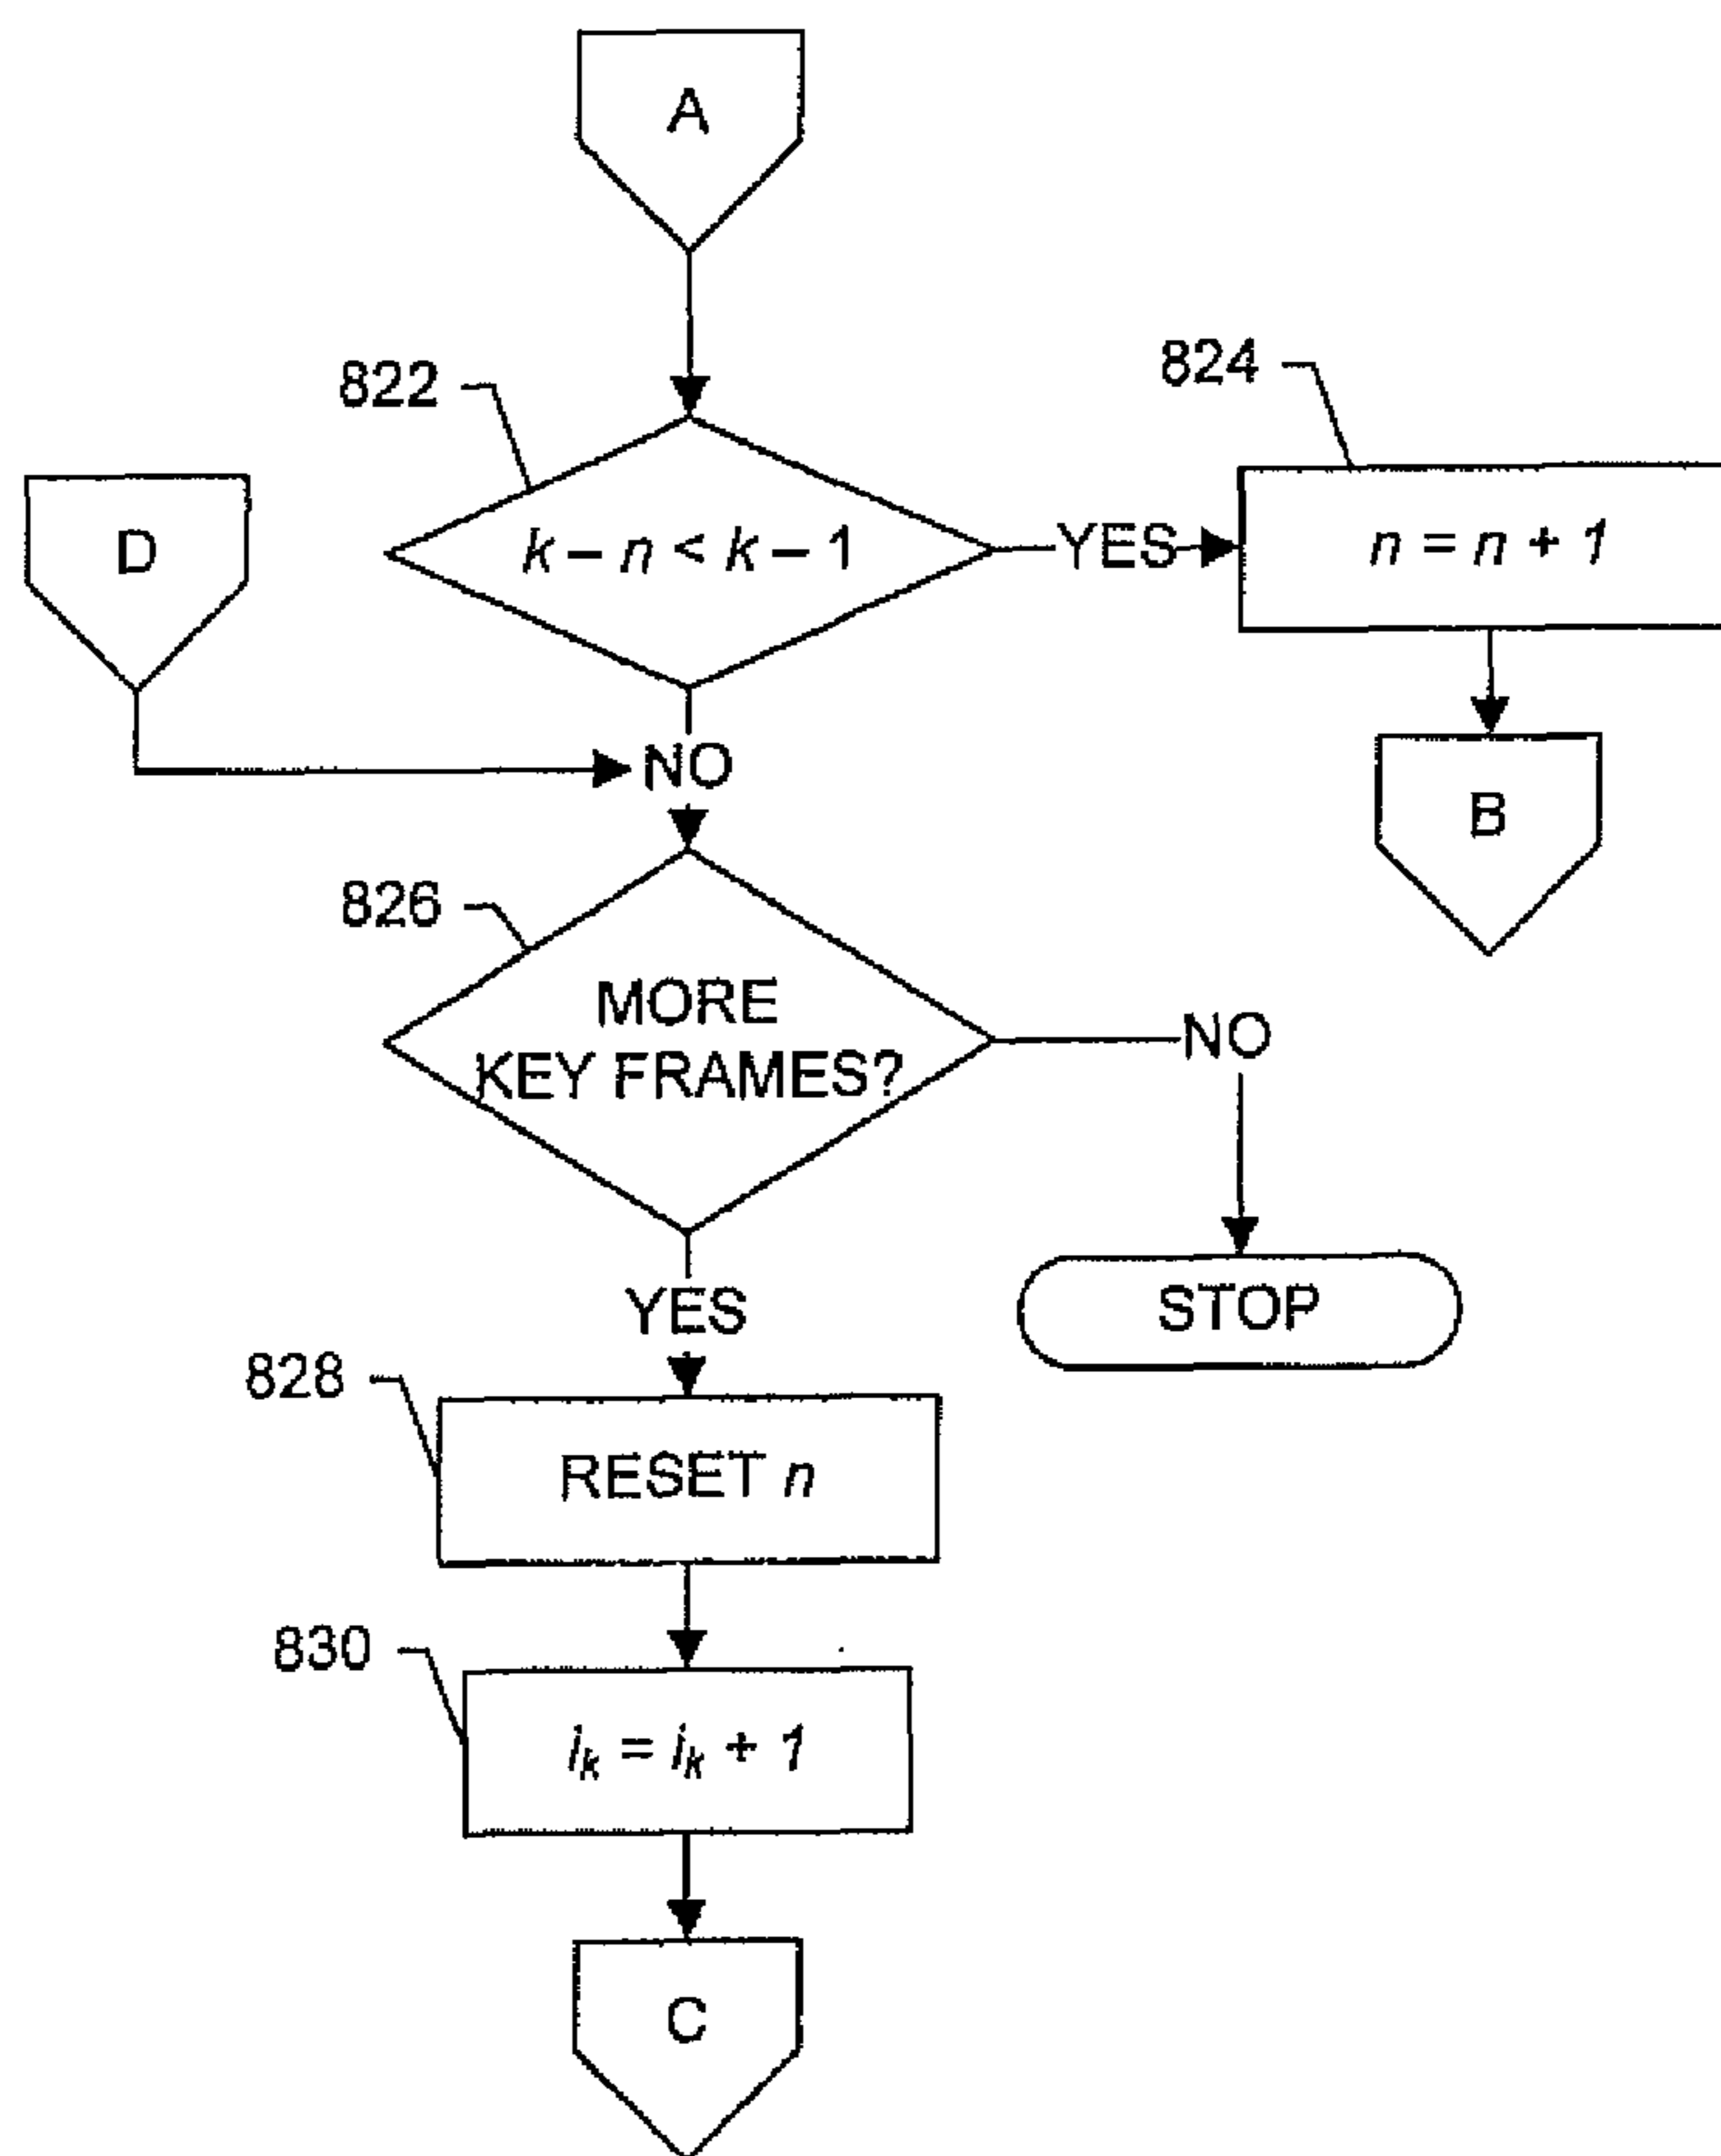 A
822
824
D
k – n < k – 1
YES
n = n + 1
NO
B
826
MORE
KEY FRAMES?
NO
YES
STOP
828
RESET n
830
iₖ = iₖ + 1
C